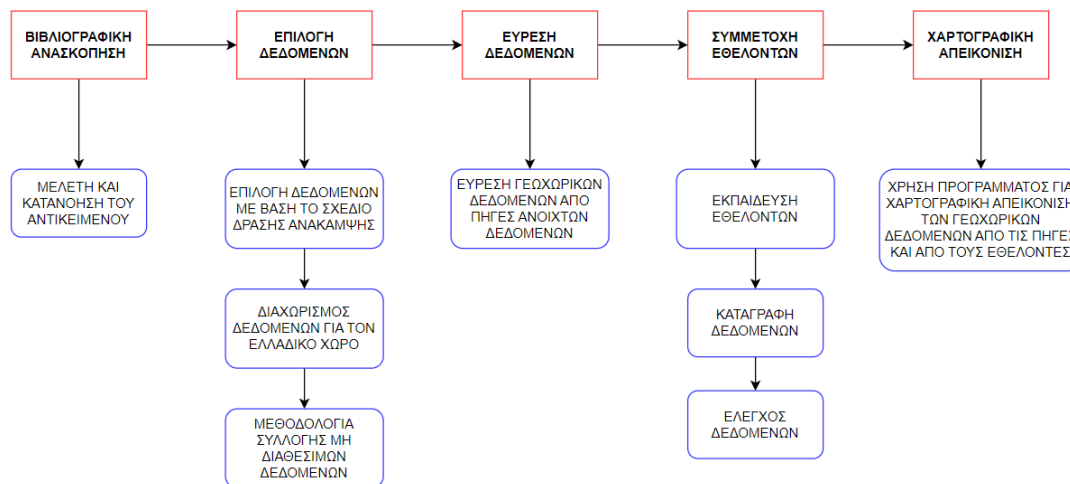 ΒΙΒΛΙΟΓΡΑΦΙΚΗ
ΑΝΑΣΚΟΠΗΣΗ
ΕΠΙΛΟΓΗ
ΔΕΔΟΜΕΝΩΝ
ΕΥΡΕΣΗ
ΔΕΔΟΜΕΝΩΝ
ΣΥΜΜΕΤΟΧΗ
ΕΘΕΛΟΝΤΩΝ
ΧΑΡΤΟΓΡΑΦΙΚΗ
ΑΠΕΙΚΟΝΙΣΗ
ΜΕΛΕΤΗ ΚΑΙ
ΚΑΤΑΝΟΗΣΗ ΤΟΥ
ΑΝΤΙΚΕΙΜΕΝΟΥ
ΕΠΙΛΟΓΗ ΔΕΔΟΜΕΝΩΝ
ΜΕ ΒΑΣΗ ΤΟ ΣΧΕΔΙΟ
ΔΡΑΣΗΣ ΑΝΑΚΑΜΨΗΣ
ΔΙΑΧΩΡΙΣΜΟΣ
ΔΕΔΟΜΕΝΩΝ ΓΙΑ ΤΟΝ
ΕΛΛΑΔΙΚΟ ΧΩΡΟ
ΜΕΘΟΔΟΛΟΓΙΑ
ΣΥΛΛΟΓΗΣ ΜΗ
ΔΙΑΘΕΣΙΜΩΝ
ΔΕΔΟΜΕΝΩΝ
ΕΥΡΕΣΗ ΓΕΩΧΩΡΙΚΩΝ
ΔΕΔΟΜΕΝΩΝ ΑΠΟ
ΠΗΓΕΣ ΑΝΟΙΧΤΩΝ
ΔΕΔΟΜΕΝΩΝ
ΕΚΠΑΙΔΕΥΣΗ
ΕΘΕΛΟΝΤΩΝ
ΚΑΤΑΓΡΑΦΗ
ΔΕΔΟΜΕΝΩΝ
ΕΛΕΓΧΟΣ
ΔΕΔΟΜΕΝΩΝ
ΧΡΗΣΗ ΠΡΟΓΡΑΜΜΑΤΟΣ ΓΙΑ
ΧΑΡΤΟΓΡΑΦΙΚΗ ΑΠΕΙΚΟΝΙΣΗ
ΤΩΝ ΓΕΩΧΩΡΙΚΩΝ
ΔΕΔΟΜΕΝΩΝ ΑΠΟ ΤΙΣ ΠΗΓΕΣ
ΚΑΙ ΑΠΟ ΤΟΥΣ ΕΘΕΛΟΝΤΕΣ